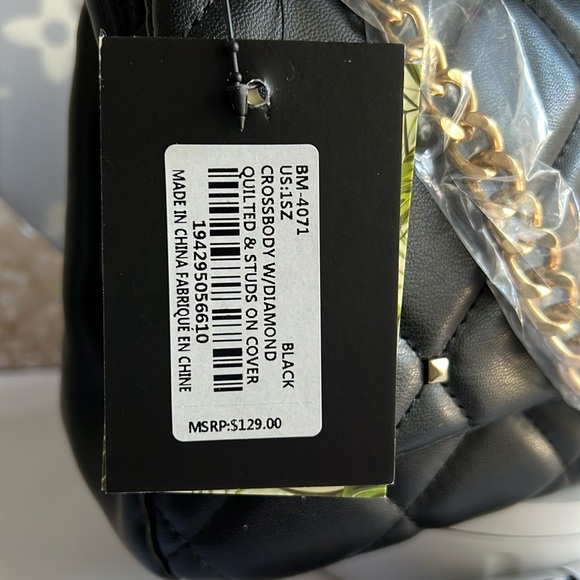 BM-4071
US:1SZ BLACK
CROSSBODY W/DIAMOND
QUILTED & STUDS ON COVER
194295056610
MADE IN CHINA FABRIQUÉ EN CHINE
MSRP:$129.00